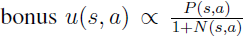 bonus u(s, a) ∝ P(s,a) / 1+N(s,a)